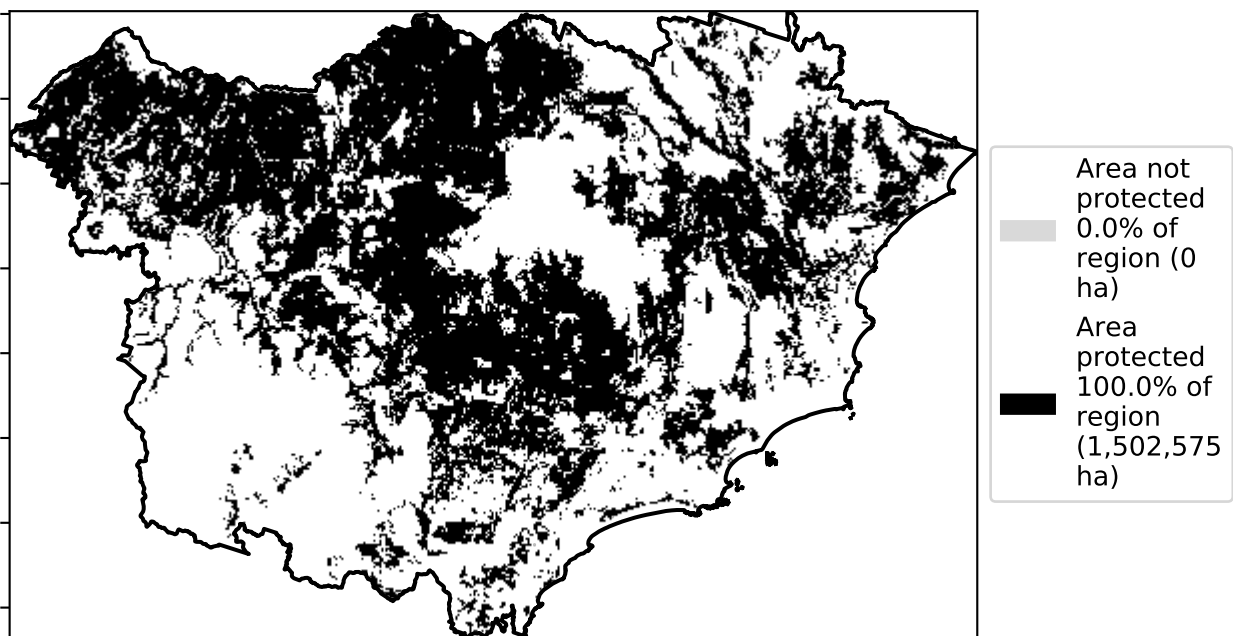 Area not
protected
0.0% of
region (0
ha)
Area
protected
100.0% of
region
(1,502,575
ha)